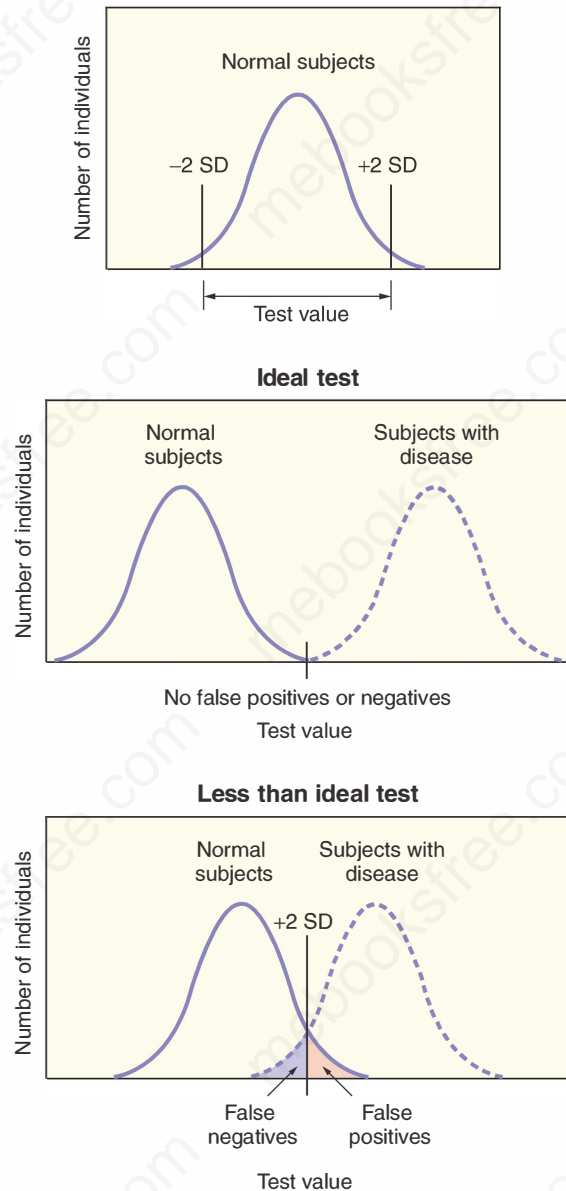 Number of individuals
Normal subjects
−2 SD
+2 SD
Test value
Ideal test
Number of individuals
Normal
subjects
Subjects with
disease
No false positives or negatives
Test value
Less than ideal test
Number of individuals
Normal
subjects
Subjects with
disease
+2 SD
False
negatives
False
positives
Test value
mebooksfree.com